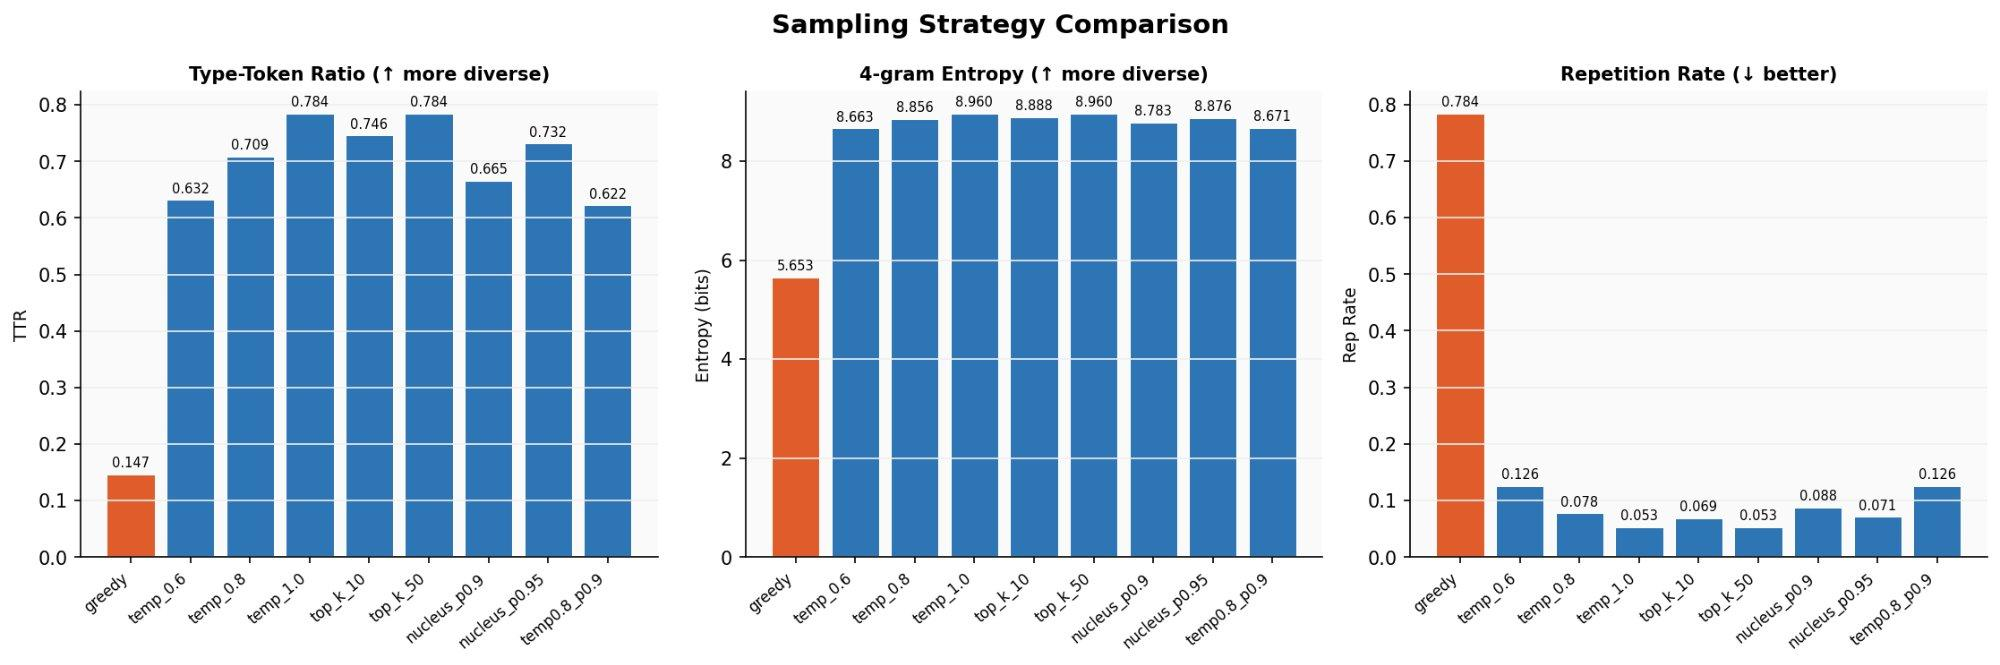 Sampling Strategy Comparison
Type-Token Ratio (↑ more diverse)
TTR
0.8
0.7
0.6
0.5
0.4
0.3
0.2
0.1
0.0
0.147
0.632
0.709
0.784
0.746
0.784
0.665
0.732
0.622
greedy
temp_0.6
temp_0.8
temp_1.0
top_k_10
top_k_50
nucleus_p0.9
nucleus_p0.95
temp0.8_p0.9
4-gram Entropy (↑ more diverse)
Entropy (bits)
8
6
4
2
0
5.653
8.663
8.856
8.960
8.888
8.960
8.783
8.876
8.671
greedy
temp_0.6
temp_0.8
temp_1.0
top_k_10
top_k_50
nucleus_p0.9
nucleus_p0.95
temp0.8_p0.9
Repetition Rate (↓ better)
Rep Rate
0.8
0.7
0.6
0.5
0.4
0.3
0.2
0.1
0.0
0.784
0.126
0.078
0.053
0.069
0.053
0.088
0.071
0.126
greedy
temp_0.6
temp_0.8
temp_1.0
top_k_10
top_k_50
nucleus_p0.9
nucleus_p0.95
temp0.8_p0.9